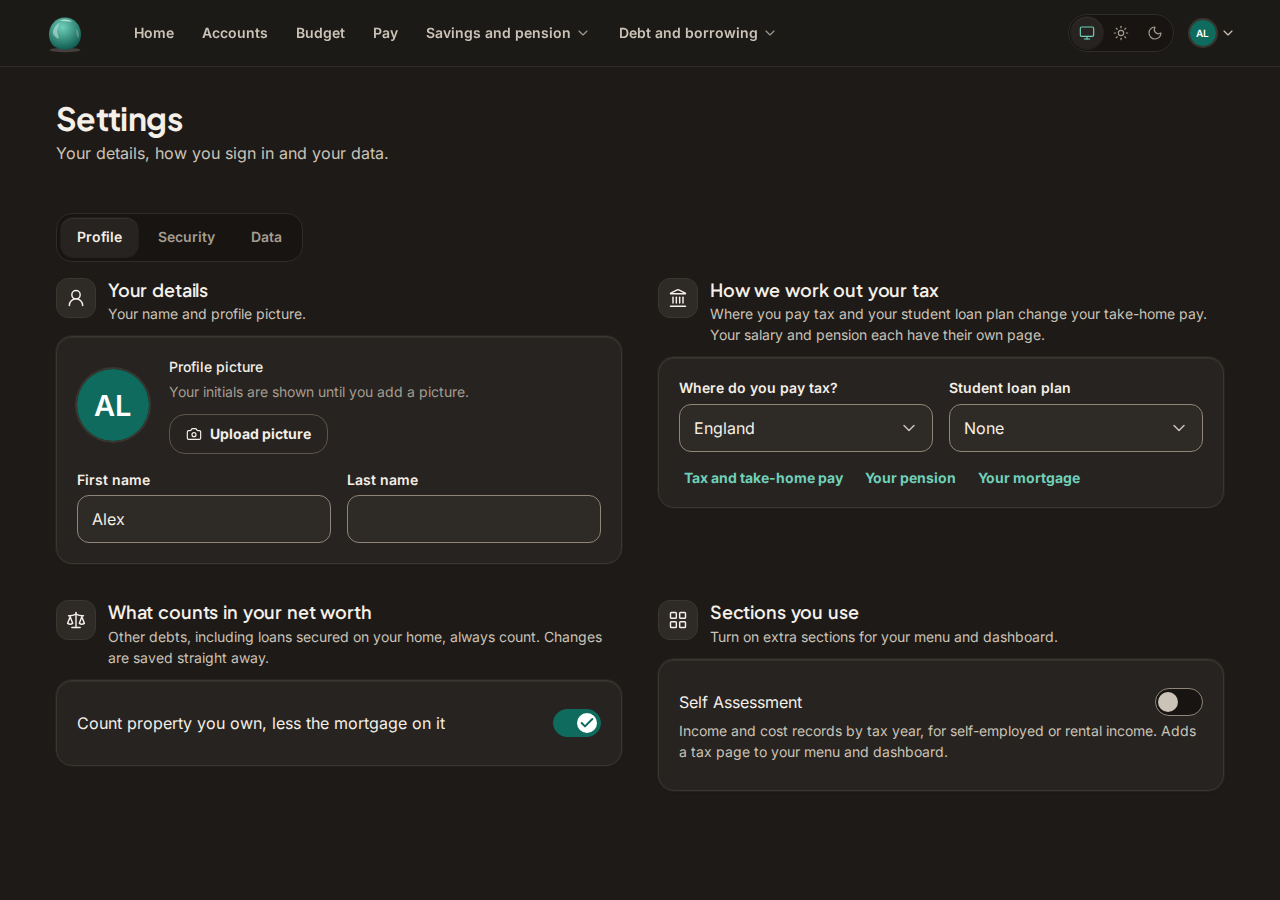 Home
Accounts
Budget
Pay
Savings and pension
Debt and borrowing
AL
Settings
Your details, how you sign in and your data.
Profile
Security
Data
Your details
Your name and profile picture.
AL
Profile picture
Your initials are shown until you add a picture.
Upload picture
First name
Last name
Alex
How we work out your tax
Where you pay tax and your student loan plan change your take-home pay.
Your salary and pension each have their own page.
Where do you pay tax?
Student loan plan
England
None
Tax and take-home pay
Your pension
Your mortgage
What counts in your net worth
Other debts, including loans secured on your home, always count. Changes
are saved straight away.
Count property you own, less the mortgage on it
Sections you use
Turn on extra sections for your menu and dashboard.
Self Assessment
Income and cost records by tax year, for self-employed or rental income. Adds
a tax page to your menu and dashboard.